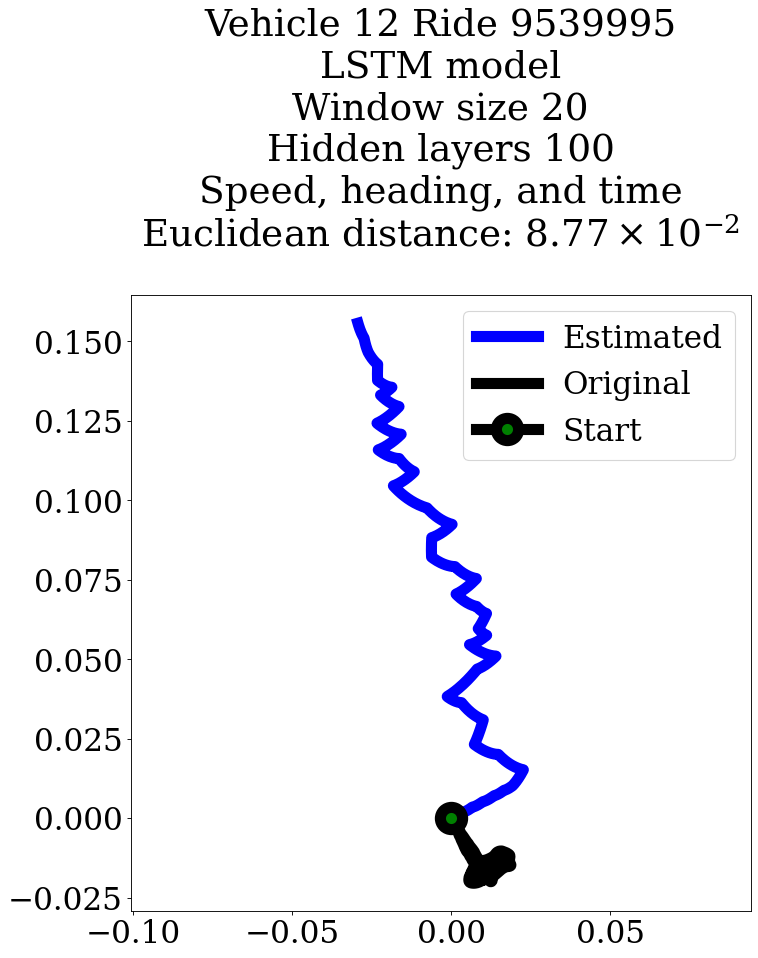 Vehicle 12 Ride 9539995
LSTM model
Window size 20
Hidden layers 100
Speed, heading, and time
Euclidean distance: 8.77 × 10⁻²
Estimated
Original
Start
0.150
0.125
0.100
0.075
0.050
0.025
0.000
−0.025
−0.10 −0.05 0.00 0.05